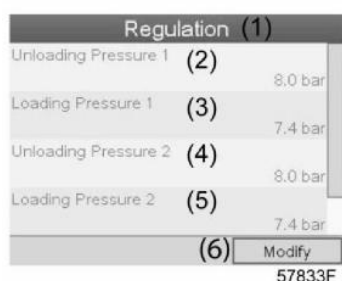 Regulation (1)
Unloading Pressure 1 (2)
8.0 bar
Loading Pressure 1 (3)
7.4 bar
Unloading Pressure 2 (4)
8.0 bar
Loading Pressure 2 (5)
7.4 bar
(6) Modify
57833F